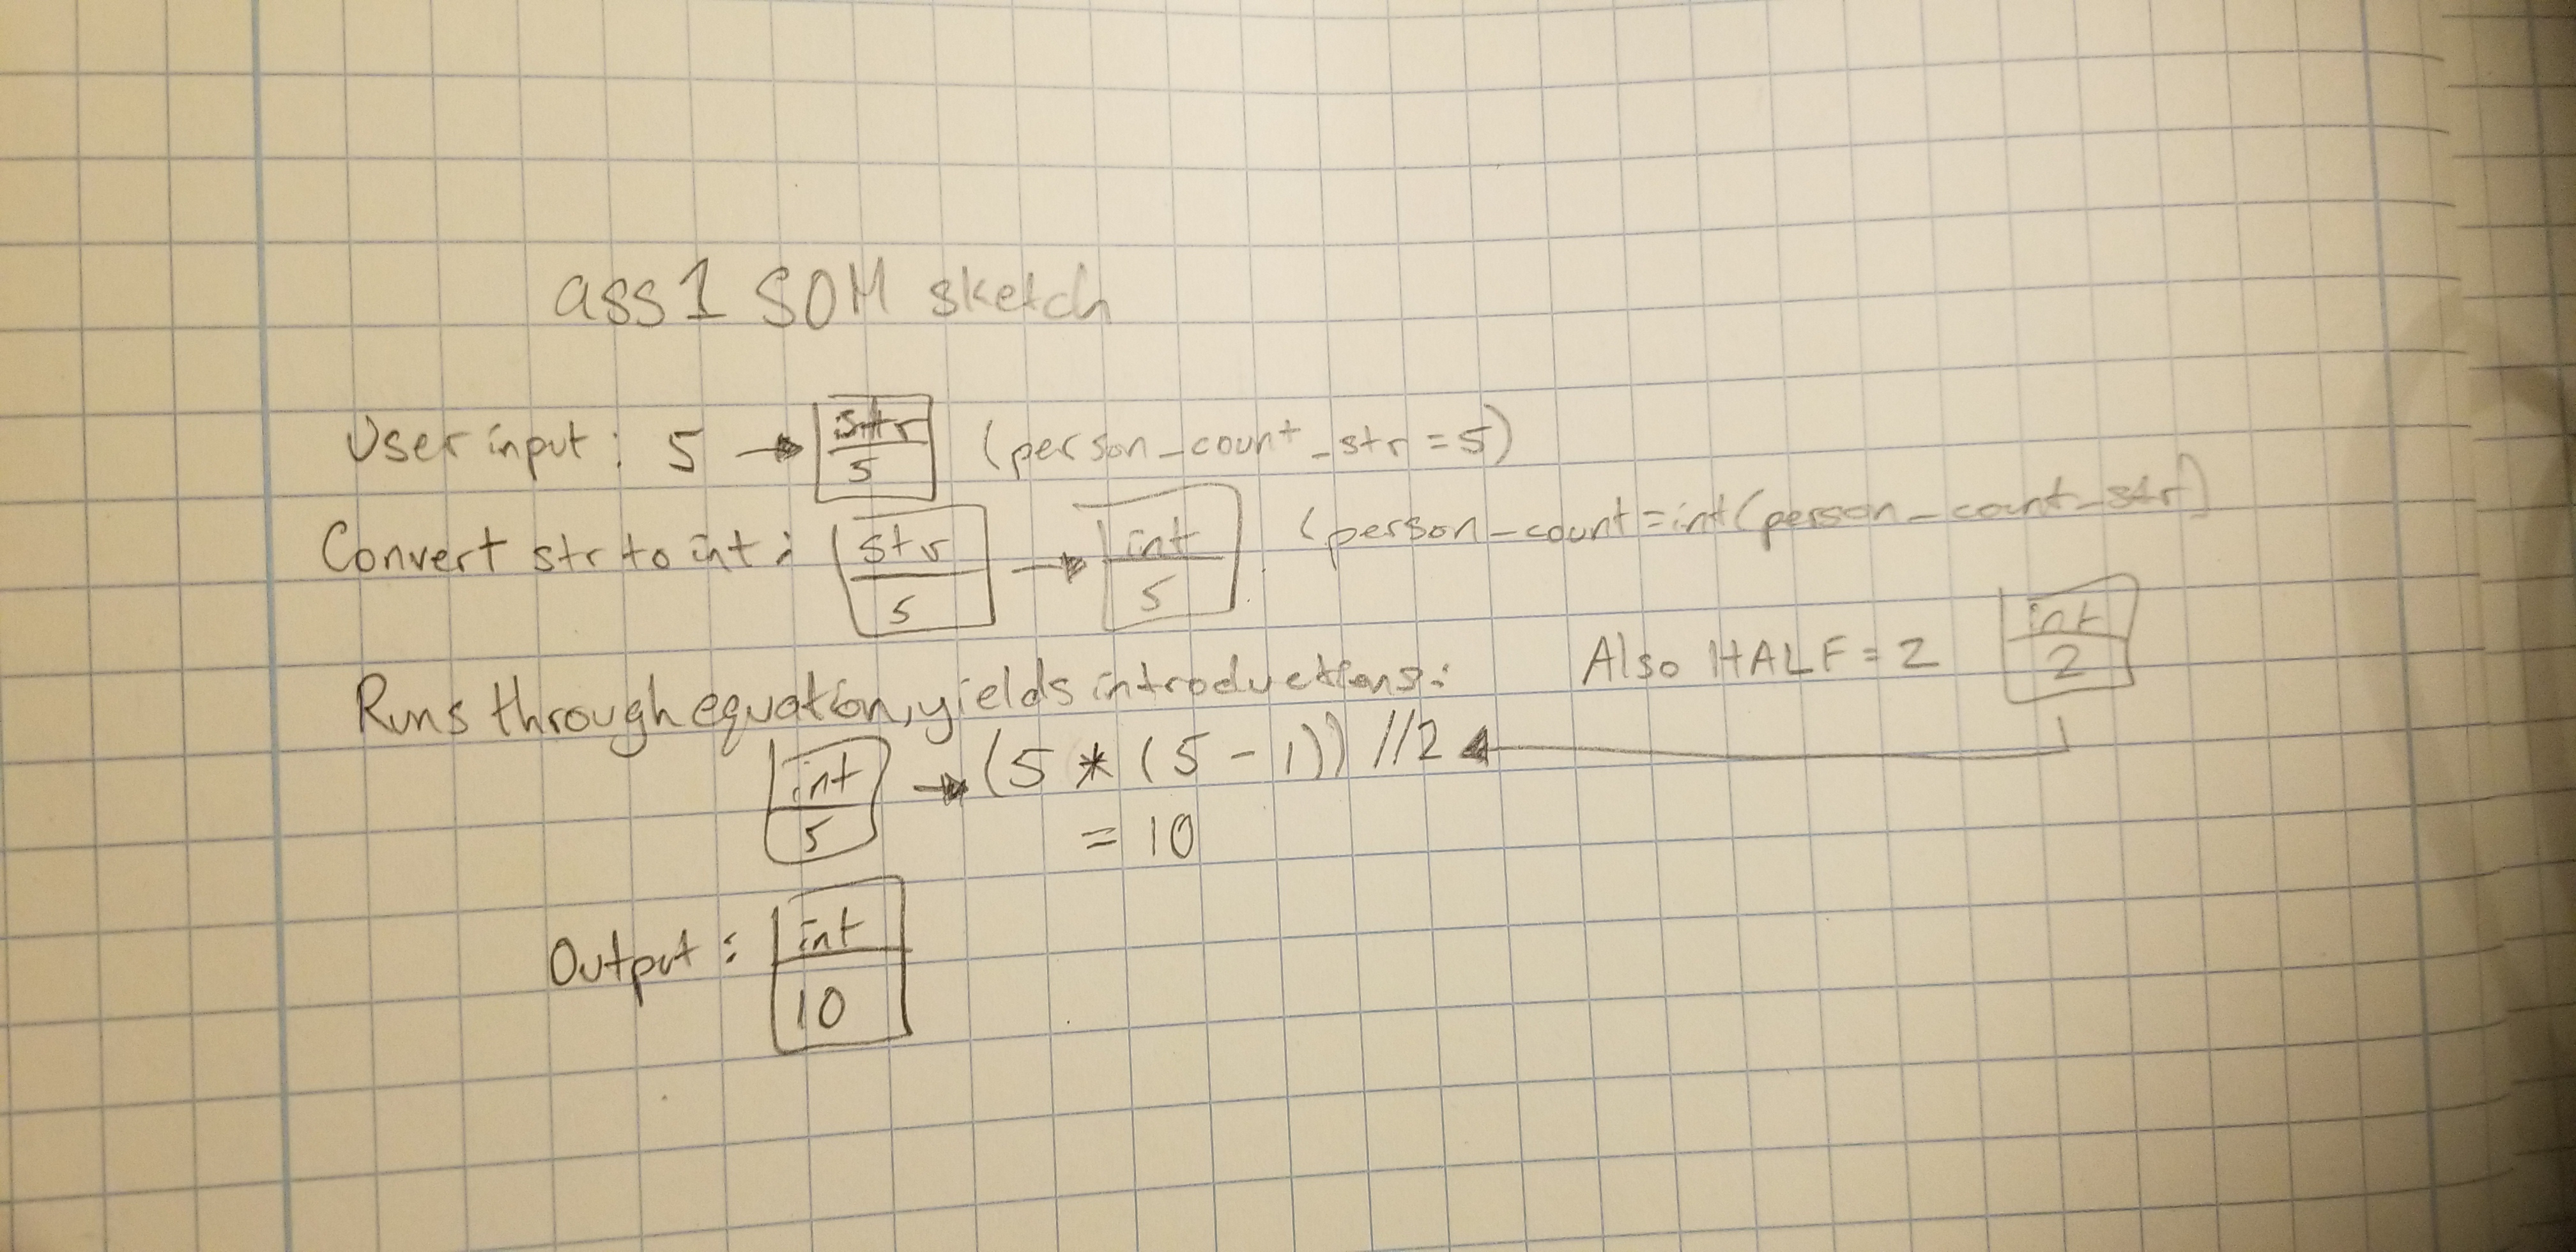 ass 1 SOM sketch
User input : 5 → str 5 (person_count_str = 5)
Convert str to int : str 5 → int 5 (person_count = int(person_count_str)
Runs through equation, yields introductions: Also HALF = 2 int 2
int 5 → (5 * (5 - 1)) //2
= 10
Output : int 10